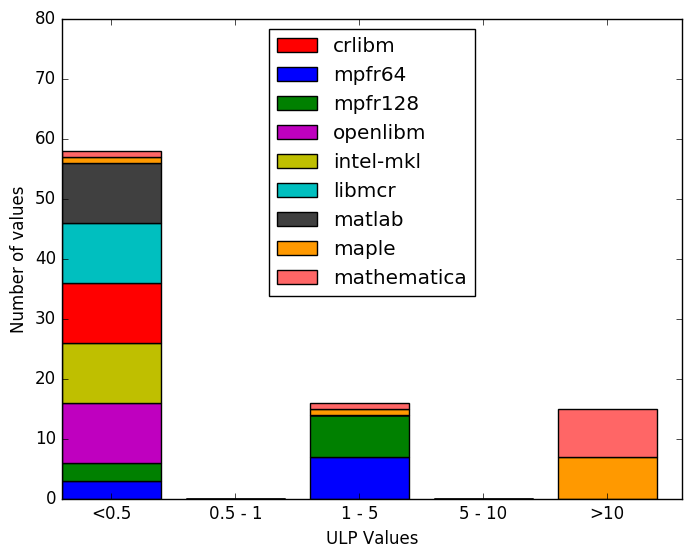 80
70
60
50
40
30
20
10
0
Number of values
crlibm
mpfr64
mpfr128
openlibm
intel-mkl
libmcr
matlab
maple
mathematica
<0.5
0.5 - 1
1 - 5
5 - 10
>10
ULP Values